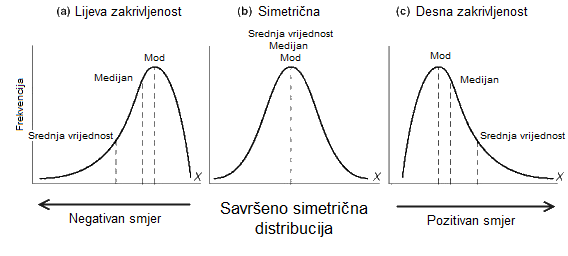 (a) Lijeva zakrivljenost
(b) Simetrična
(c) Desna zakrivljenost
Frekvencija
Mod
Medijan
Srednja vrijednost
X
Srednja vrijednost
Medijan
Mod
X
Mod
Medijan
Srednja vrijednost
X
Negativan smjer
Savršeno simetrična
distribucija
Pozitivan smjer